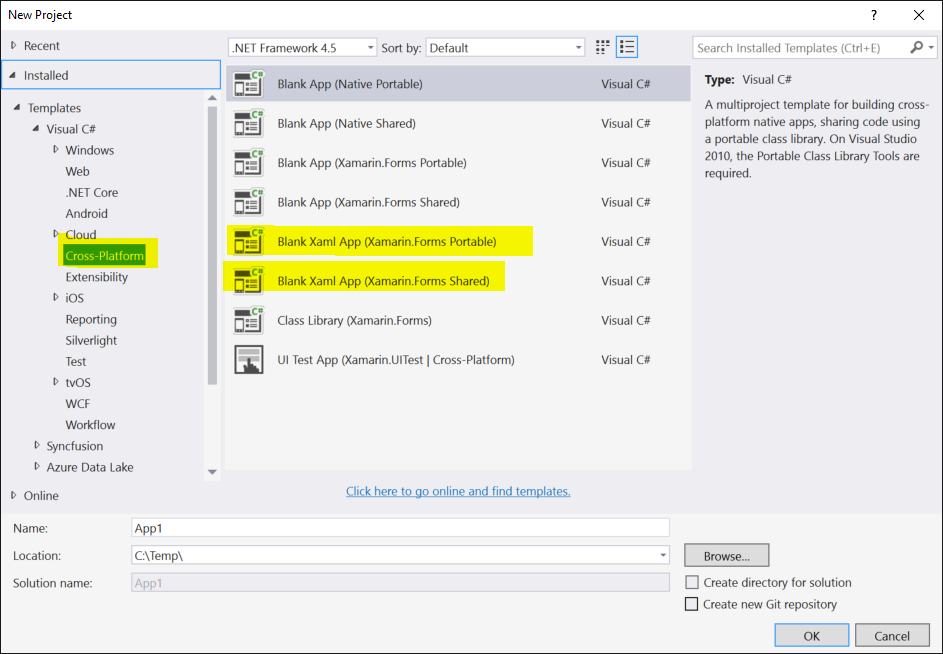 New Project
?
Recent
Installed
Templates
Visual C#
Windows
Web
.NET Core
Android
Cloud
Cross-Platform
Extensibility
iOS
Reporting
Silverlight
Test
tvOS
WCF
Workflow
Syncfusion
Azure Data Lake
Online
.NET Framework 4.5 Sort by: Default
Blank App (Native Portable) Visual C#
Blank App (Native Shared) Visual C#
Blank App (Xamarin.Forms Portable) Visual C#
Blank App (Xamarin.Forms Shared) Visual C#
Blank Xaml App (Xamarin.Forms Portable) Visual C#
Blank Xaml App (Xamarin.Forms Shared) Visual C#
Class Library (Xamarin.Forms) Visual C#
UI Test App (Xamarin.UITest | Cross-Platform) Visual C#
Click here to go online and find templates.
Search Installed Templates (Ctrl+E)
Type: Visual C#
A multiproject template for building cross-
platform native apps, sharing code using
a portable class library. On Visual Studio
2010, the Portable Class Library Tools are
required.
Name: App1
Location: C:\Temp\
Browse...
Solution name: App1
Create directory for solution
Create new Git repository
OK Cancel